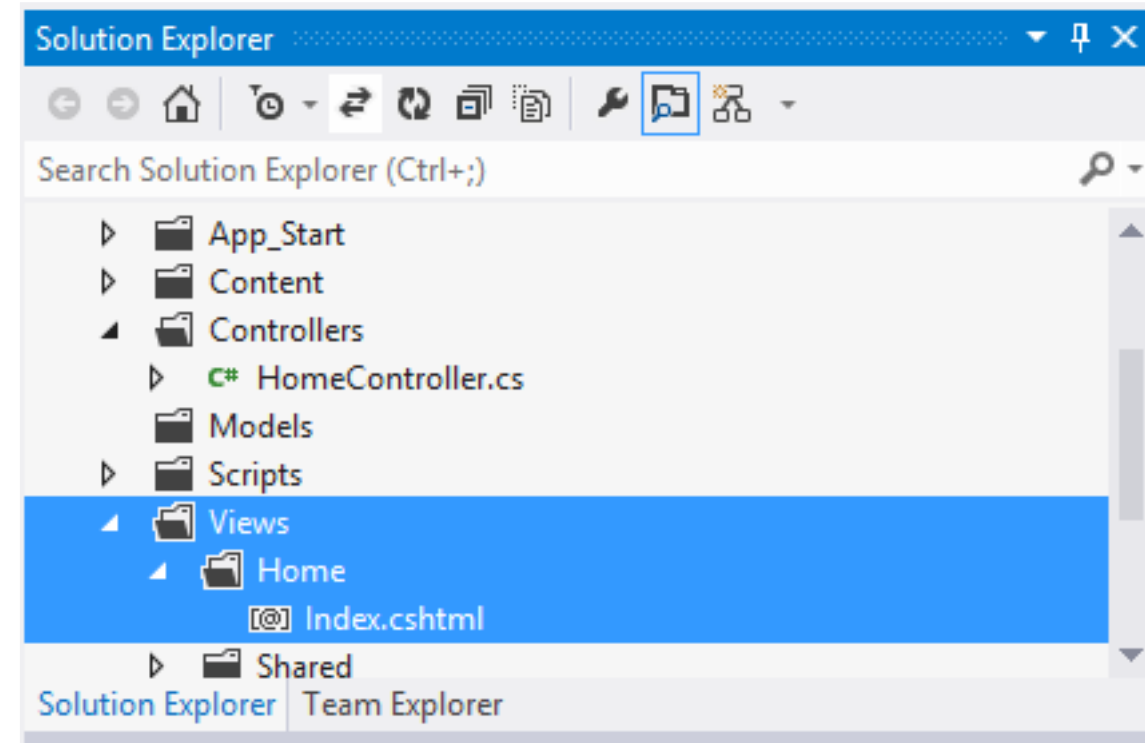 Solution Explorer
Search Solution Explorer (Ctrl+;)
App_Start
Content
Controllers
C# HomeController.cs
Models
Scripts
Views
Home
[@] Index.cshtml
Shared
Solution Explorer Team Explorer